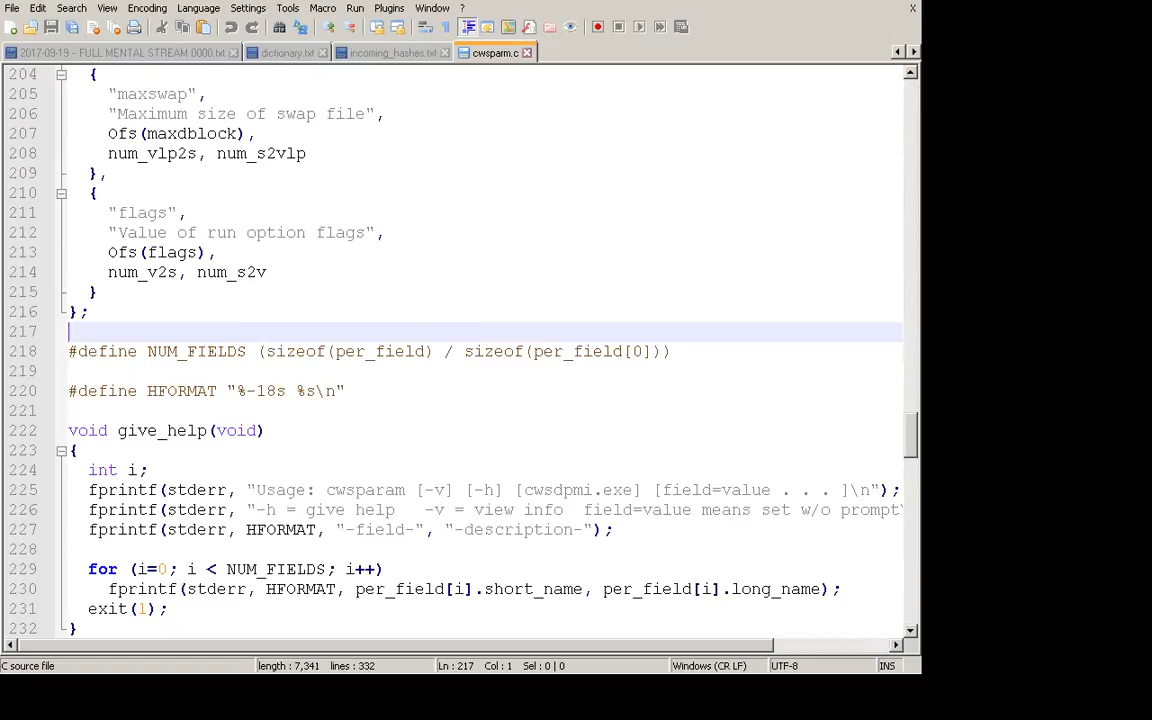 File Edit Search View Encoding Language Settings Tools Macro Run Plugins Window ? X
2017-09-19 – FULL MENTAL STREAM 0000.txt dictionary.txt incoming_hashes.txt cwsparm.c
204 {
205 "maxswap",
206 "Maximum size of swap file",
207 Ofs(maxdblock),
208 num_vlp2s, num_s2vlp
209 },
210 {
211 "flags",
212 "Value of run option flags",
213 Ofs(flags),
214 num_v2s, num_s2v
215 }
216 };
217
218 #define NUM_FIELDS (sizeof(per_field) / sizeof(per_field[0]))
219
220 #define HFORMAT "%-18s %s\n"
221
222 void give_help(void)
223 {
224 int i;
225 fprintf(stderr, "Usage: cwsparam [-v] [-h] [cwsdpmi.exe] [field=value . . . ]\n");
226 fprintf(stderr, "-h = give help   -v = view info  field=value means set w/o prompt\
227 fprintf(stderr, HFORMAT, "-field-", "-description-");
228
229 for (i=0; i < NUM_FIELDS; i++)
230 fprintf(stderr, HFORMAT, per_field[i].short_name, per_field[i].long_name);
231 exit(1);
232 }
C source file length : 7,341 lines : 332 Ln : 217 Col : 1 Sel : 0 | 0 Windows (CR LF) UTF-8 INS